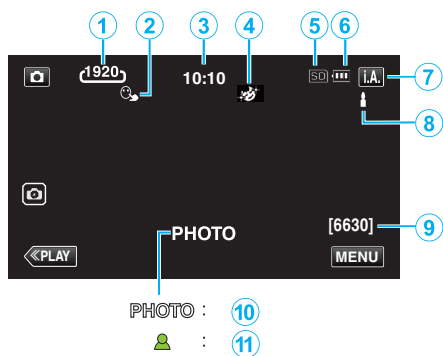 1 2 3 4 5 6
1920 10:10 SD i.A. 7
8
PHOTO [6630] 9
≪PLAY MENU
PHOTO : 10
: 11